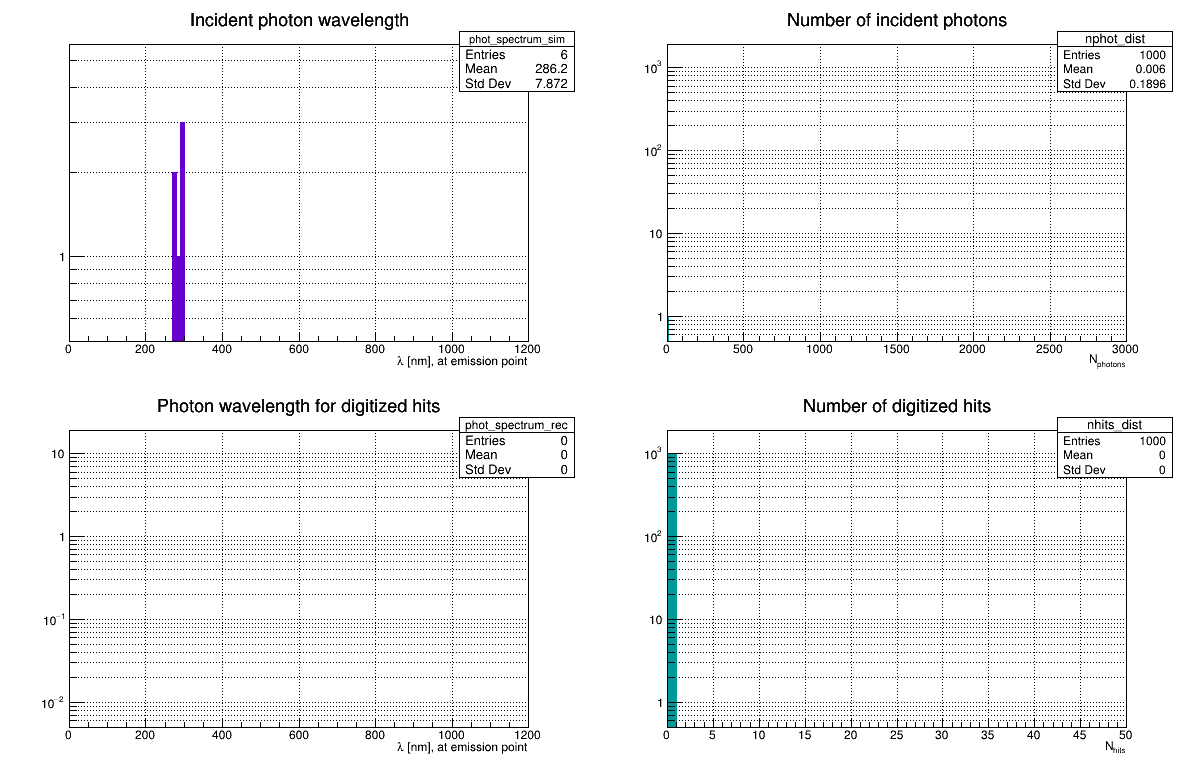 Incident photon wavelength
phot_spectrum_sim
Entries 6
Mean 286.2
Std Dev 7.872
1
0 200 400 600 800 1000 1200
λ [nm], at emission point
Number of incident photons
nphot_dist
Entries 1000
Mean 0.006
Std Dev 0.1896
10³
10²
10
1
0 500 1000 1500 2000 2500 3000
N_photons
Photon wavelength for digitized hits
phot_spectrum_rec
Entries 0
Mean 0
Std Dev 0
10
1
10⁻¹
10⁻²
0 200 400 600 800 1000 1200
λ [nm], at emission point
Number of digitized hits
nhits_dist
Entries 1000
Mean 0
Std Dev 0
10³
10²
10
1
0 5 10 15 20 25 30 35 40 45 50
N_hits